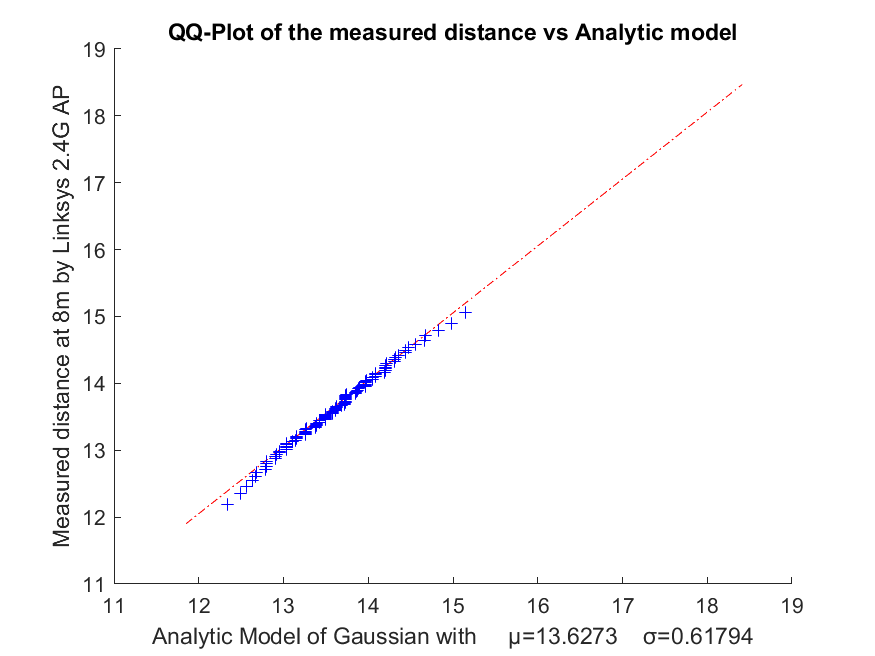 QQ-Plot of the measured distance vs Analytic model
Measured distance at 8m by Linksys 2.4G AP
19
18
17
16
15
14
13
12
11
11 12 13 14 15 16 17 18 19
Analytic Model of Gaussian with μ=13.6273 σ=0.61794